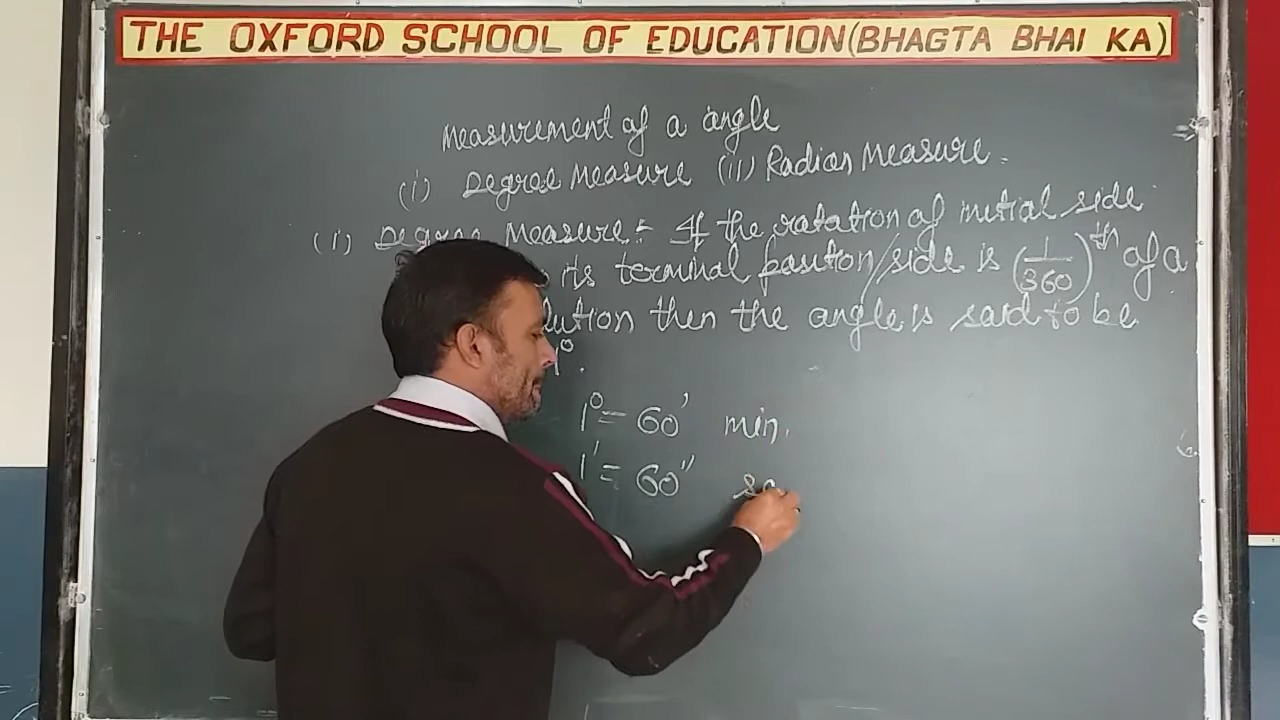 THE OXFORD SCHOOL OF EDUCATION(BHAGTA BHAI KA)
Measurement of a angle
(i) Degree Measure (ii) Radian Measure.
(i) Degree Measure:- If the rotation of initial side
its terminal position/side is (1/360)th of a
lution then the angle is said to be
1°.
1° = 60' min.
1' = 60" se